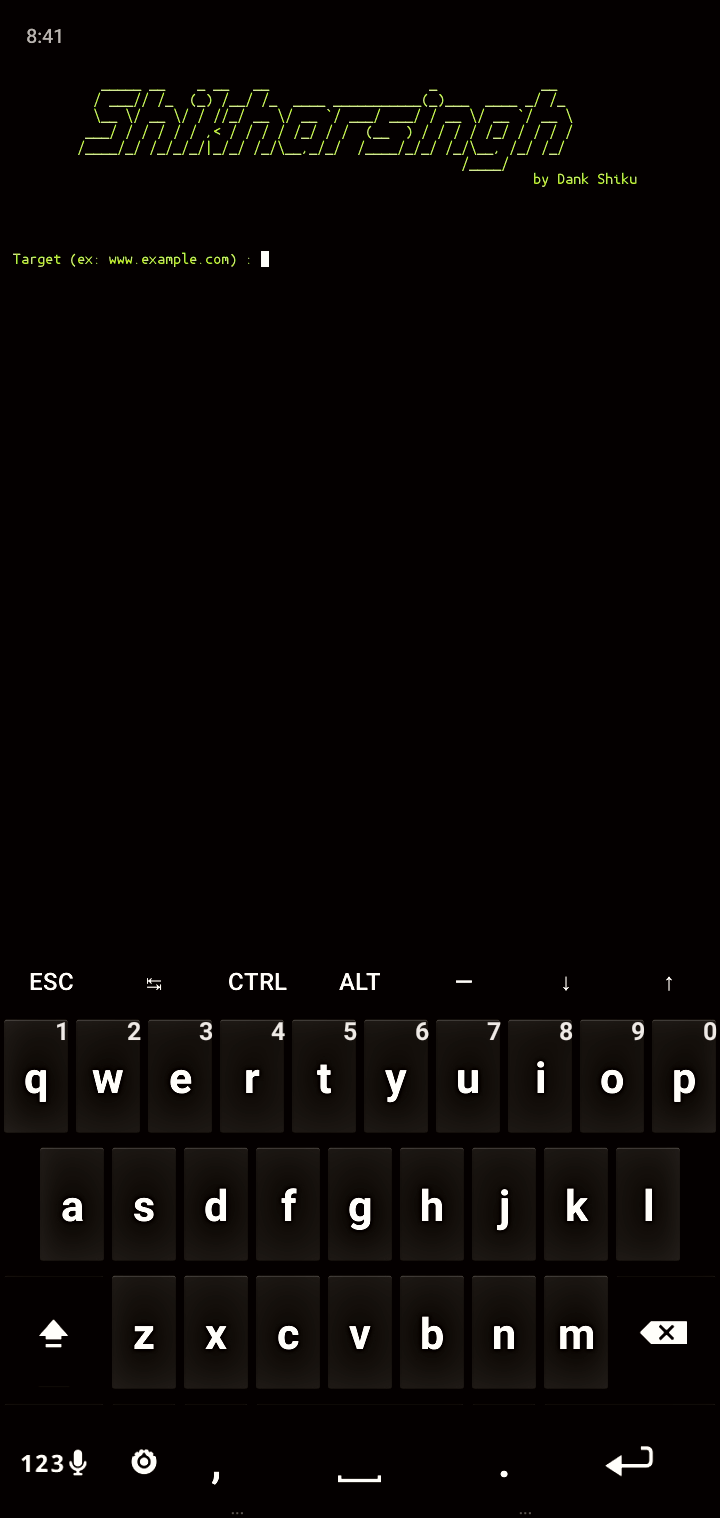 8:41
Shikharsingh
by Dank Shiku
Target (ex: www.example.com) :
ESC ↹ CTRL ALT — ↓ ↑
1 2 3 4 5 6 7 8 9 0
q w e r t y u i o p
a s d f g h j k l
z x c v b n m
123 , .